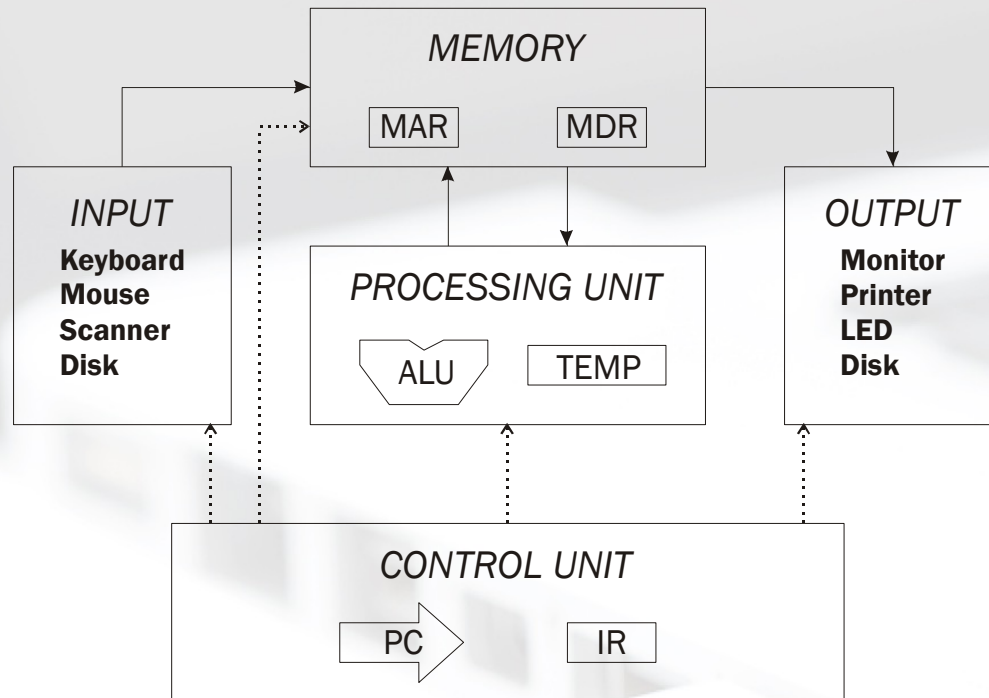 MEMORY
MAR
MDR
INPUT
Keyboard
Mouse
Scanner
Disk
PROCESSING UNIT
ALU
TEMP
OUTPUT
Monitor
Printer
LED
Disk
CONTROL UNIT
PC
IR